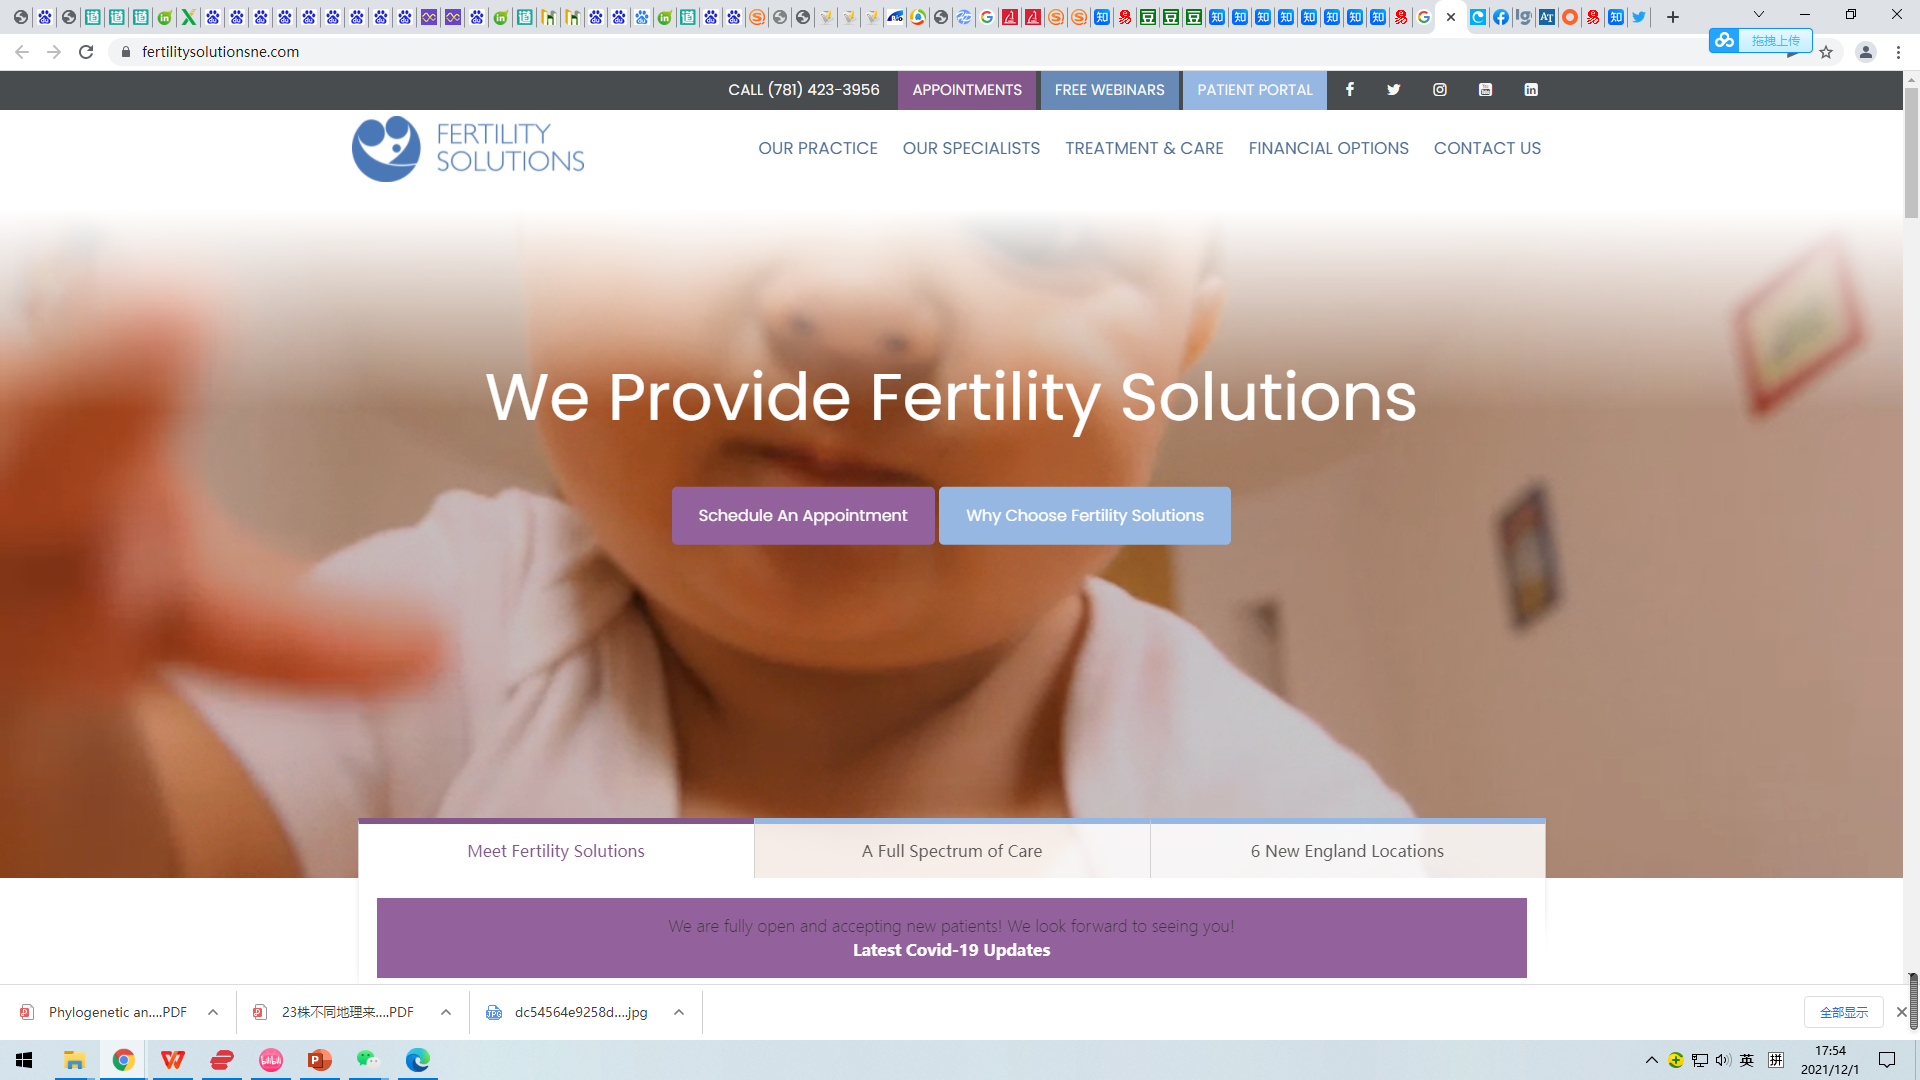 fertilitysolutionsne.com
拖拽上传
CALL (781) 423-3956
APPOINTMENTS
FREE WEBINARS
PATIENT PORTAL
FERTILITY
SOLUTIONS
OUR PRACTICE
OUR SPECIALISTS
TREATMENT & CARE
FINANCIAL OPTIONS
CONTACT US
We Provide Fertility Solutions
Schedule An Appointment
Why Choose Fertility Solutions
Meet Fertility Solutions
A Full Spectrum of Care
6 New England Locations
We are fully open and accepting new patients! We look forward to seeing you!
Latest Covid-19 Updates
Phylogenetic an....PDF
23株不同地理来....PDF
dc54564e9258d....jpg
全部显示
英
拼
17:54
2021/12/1